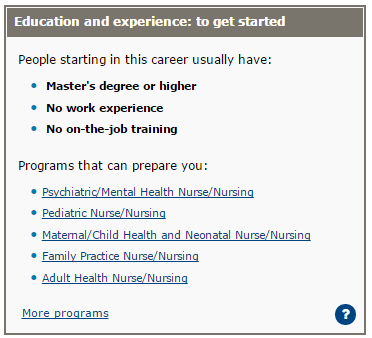 Education and experience: to get started
People starting in this career usually have:
Master's degree or higher
No work experience
No on-the-job training
Programs that can prepare you:
Psychiatric/Mental Health Nurse/Nursing
Pediatric Nurse/Nursing
Maternal/Child Health and Neonatal Nurse/Nursing
Family Practice Nurse/Nursing
Adult Health Nurse/Nursing
More programs
?